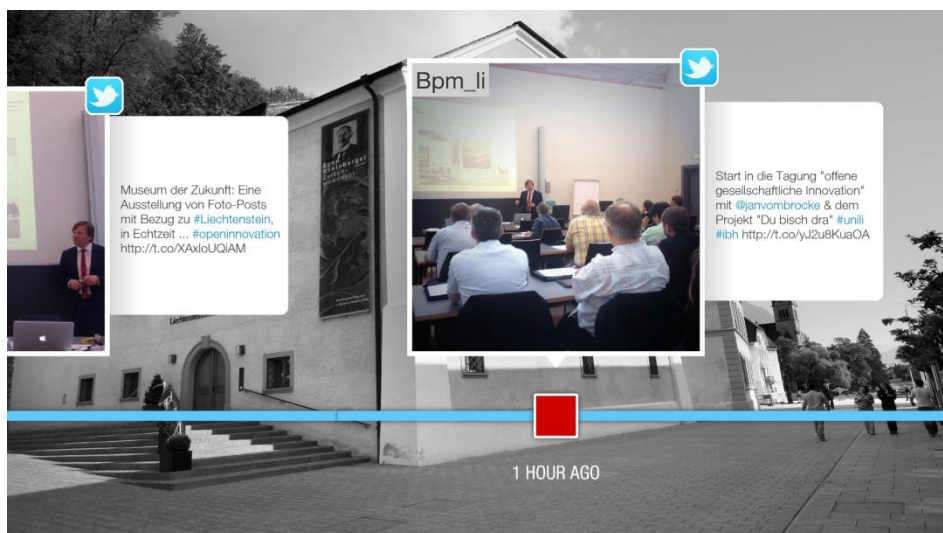 Bpm_li
Museum der Zukunft: Eine
Ausstellung von Foto-Posts
mit Bezug zu #Liechtenstein,
in Echtzeit ... #openinnovation
http://t.co/XAxloUQiAM
Start in die Tagung "offene
gesellschaftliche Innovation"
mit @janvombrocke & dem
Projekt "Du bisch dra" #unili
#ibh http://t.co/yJ2u8KuaOA
Liechtenstein
1 HOUR AGO